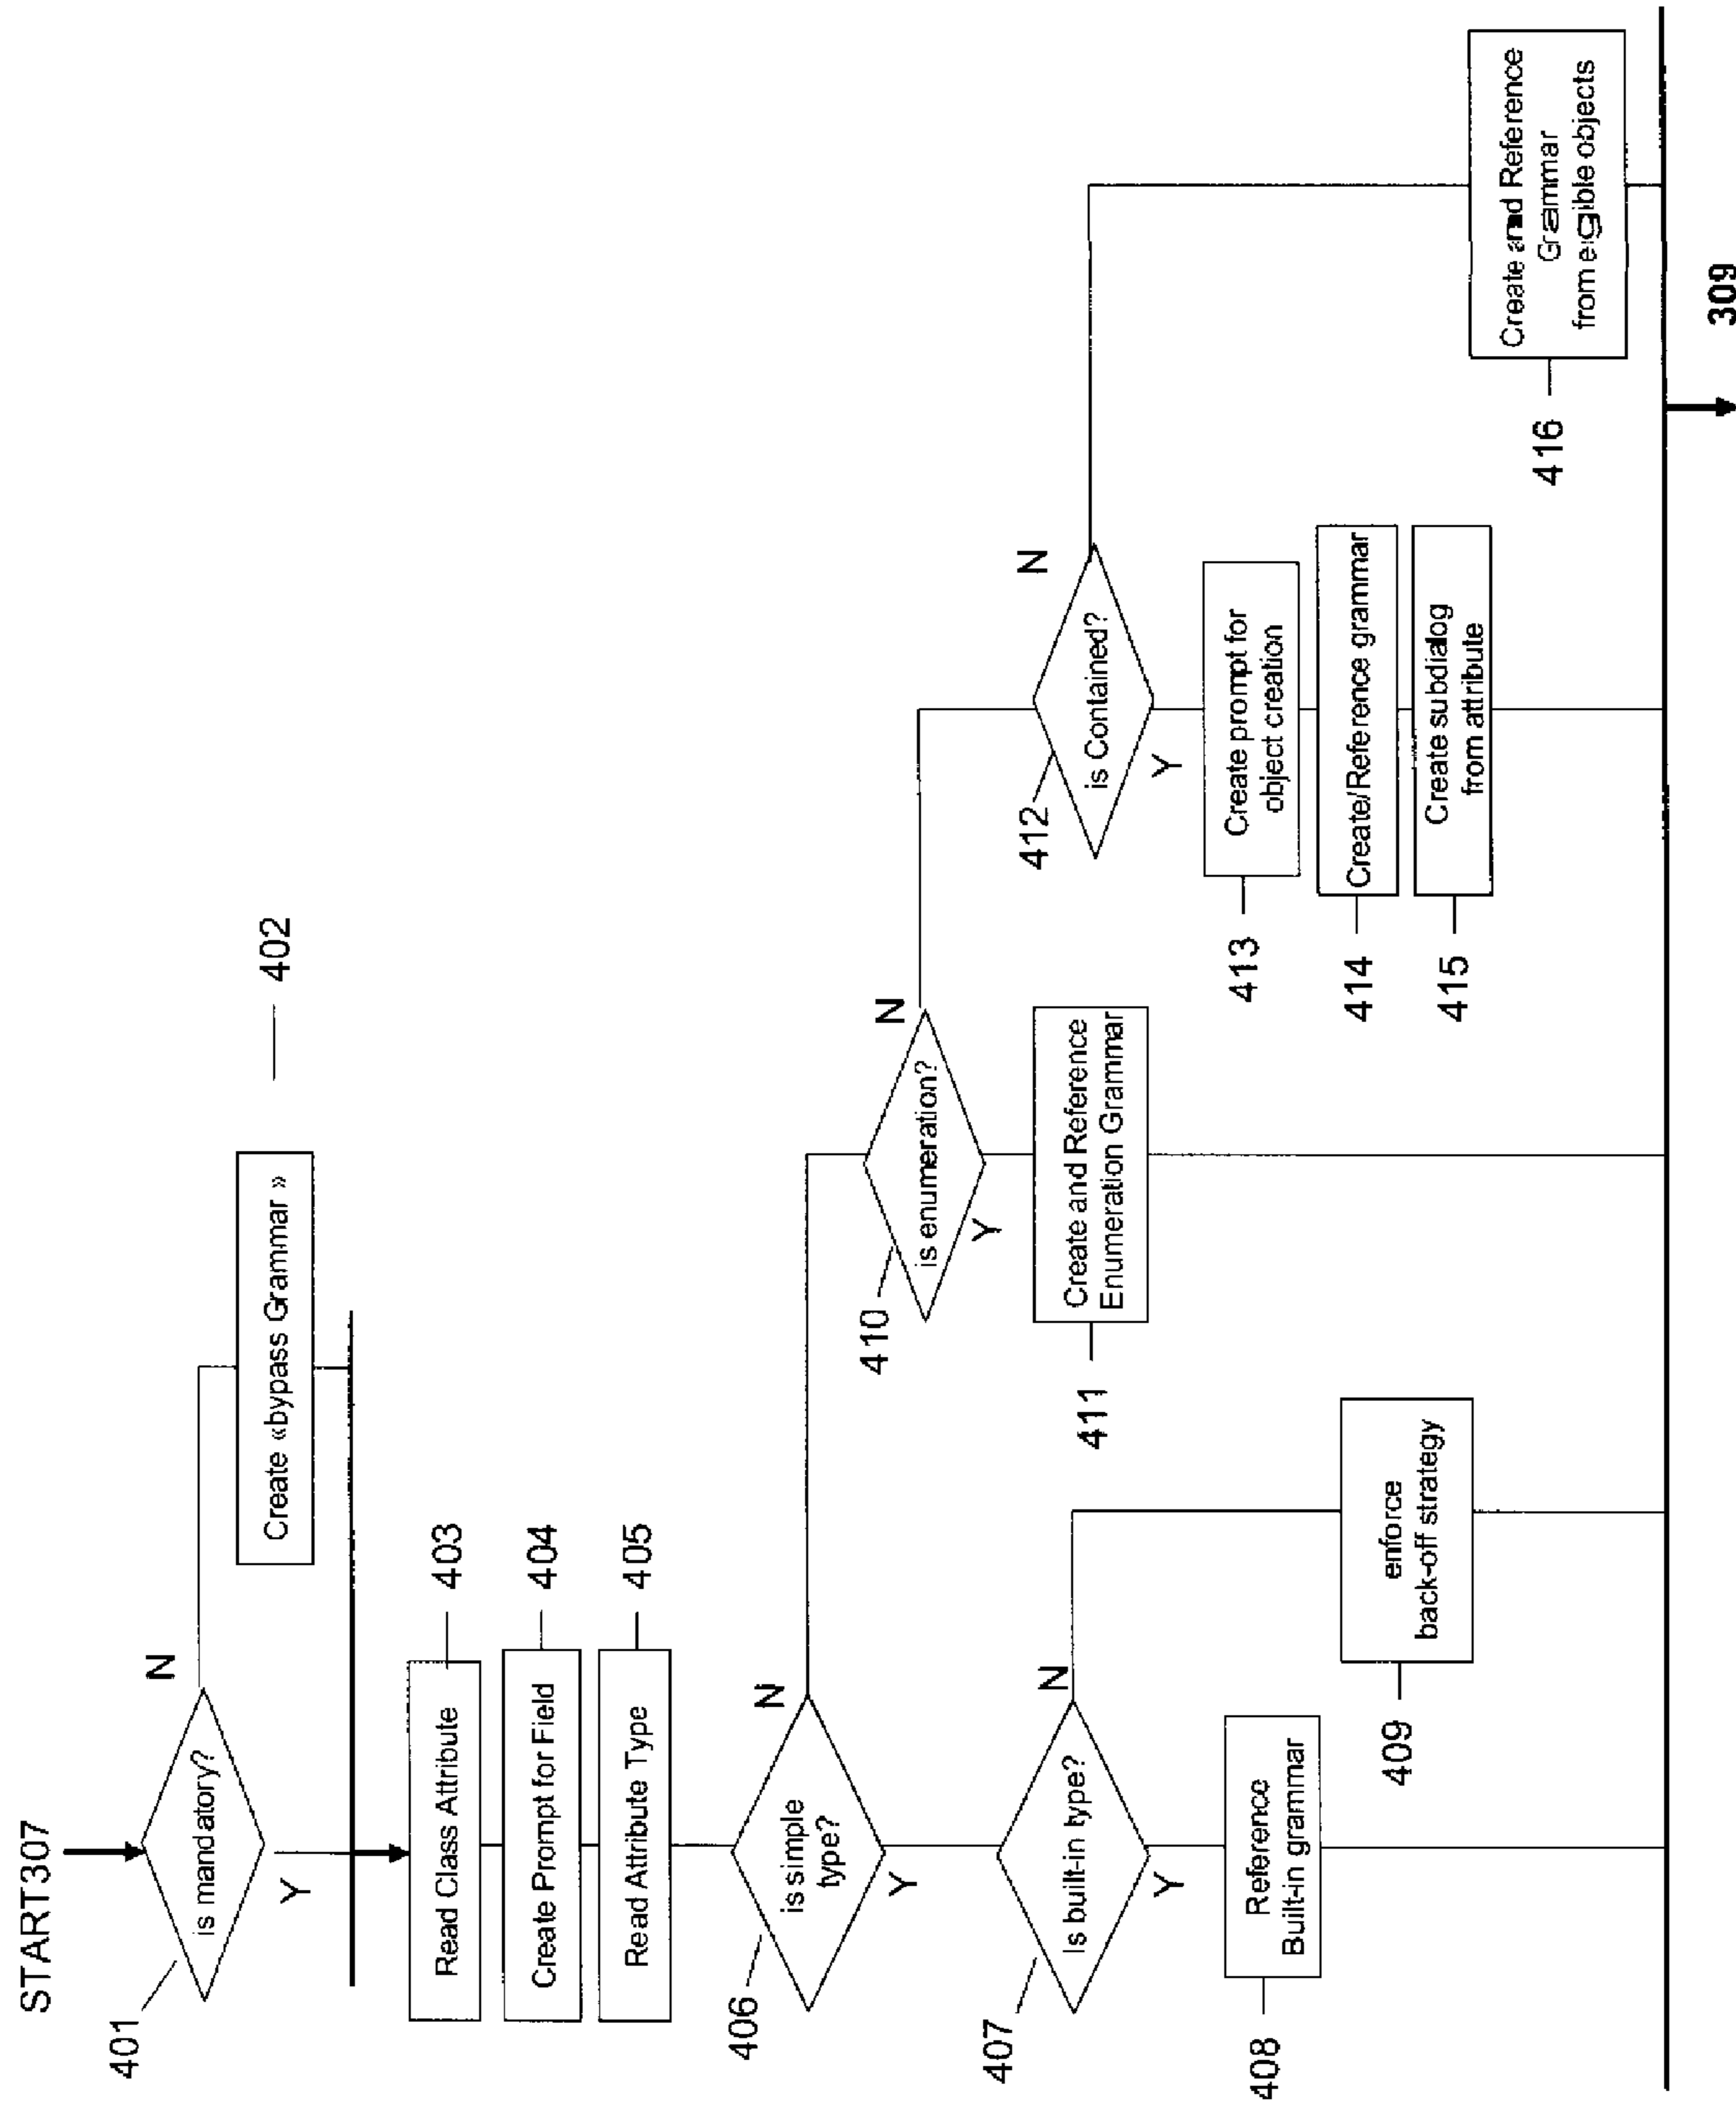 START307
401
is mandatory?
N
Y
Create «bypass Grammar »
402
Read Class Attribute
403
Create Prompt for Field
404
Read Attribute Type
405
406
is simple
type?
N
Y
407
Is built-in type?
N
Y
408
Reference
Built-in grammar
409
enforce
back-off strategy
410
is enumeration?
N
Y
411
Create and Reference
Enumeration Grammar
412
is Contained?
N
Y
413
Create prompt for
object creation
414
Create/Reference grammar
415
Create subdialog
from attribute
416
Create and Reference
Grammar
from eligible objects
309